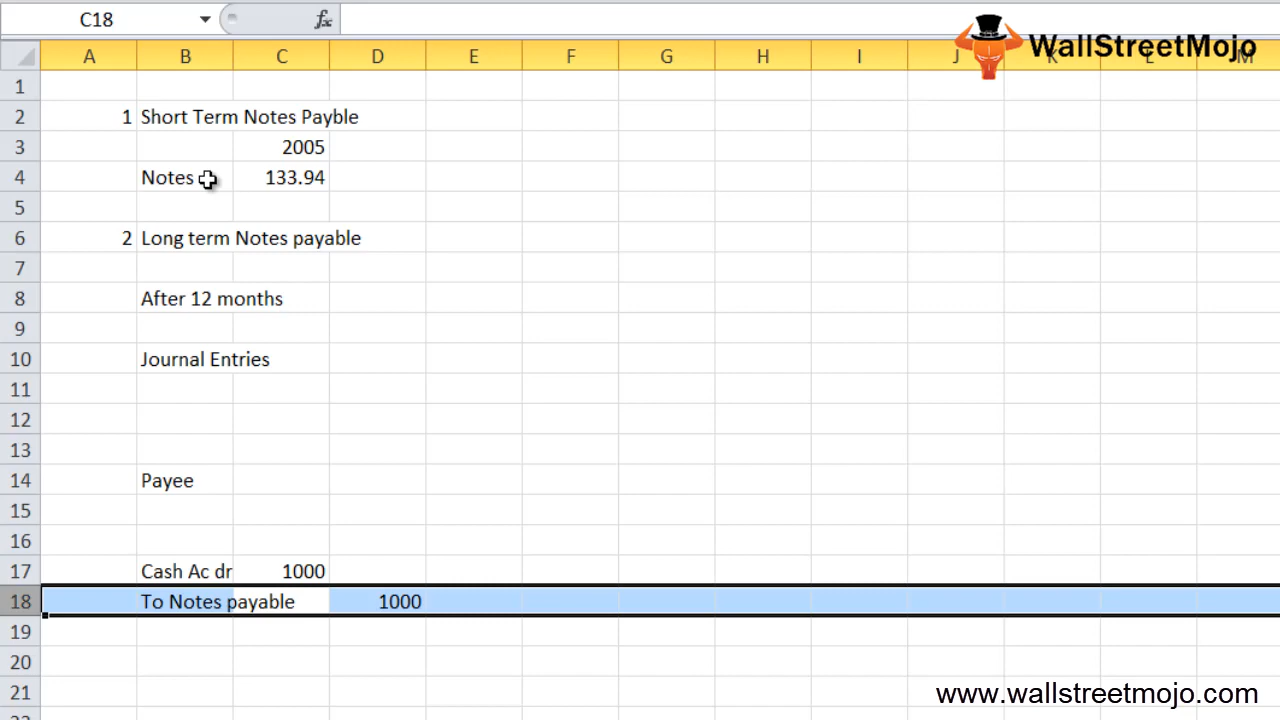 C18 fx
WallStreetMojo
A B C D E F G H I J K L M
1
2 1 Short Term Notes Payble
3 2005
4 Notes 133.94
5
6 2 Long term Notes payable
7
8 After 12 months
9
10 Journal Entries
11
12
13
14 Payee
15
16
17 Cash Ac dr 1000
18 To Notes payable 1000
19
20
21
www.wallstreetmojo.com